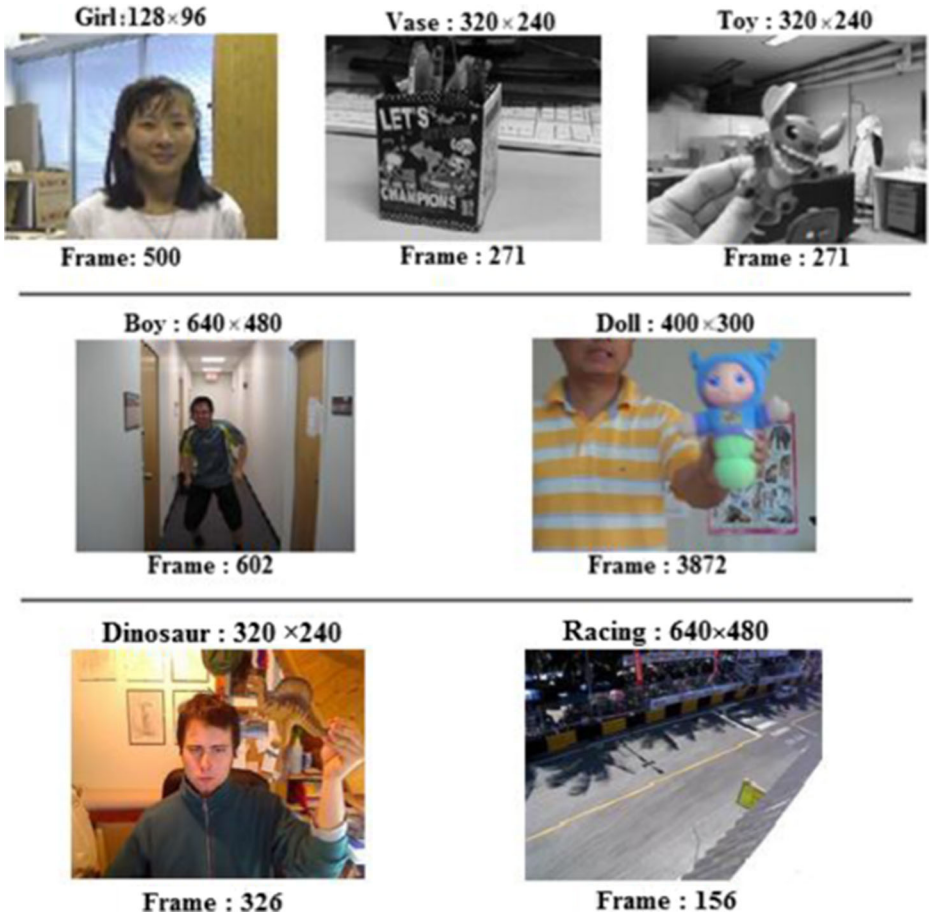 Girl:128×96
Vase : 320×240
Toy : 320×240
LET'S
CHAMPIONS
Frame: 500
Frame : 271
Frame : 271
Boy : 640×480
Doll : 400×300
Frame : 602
Frame : 3872
Dinosaur : 320 ×240
Racing : 640×480
Frame : 326
Frame : 156